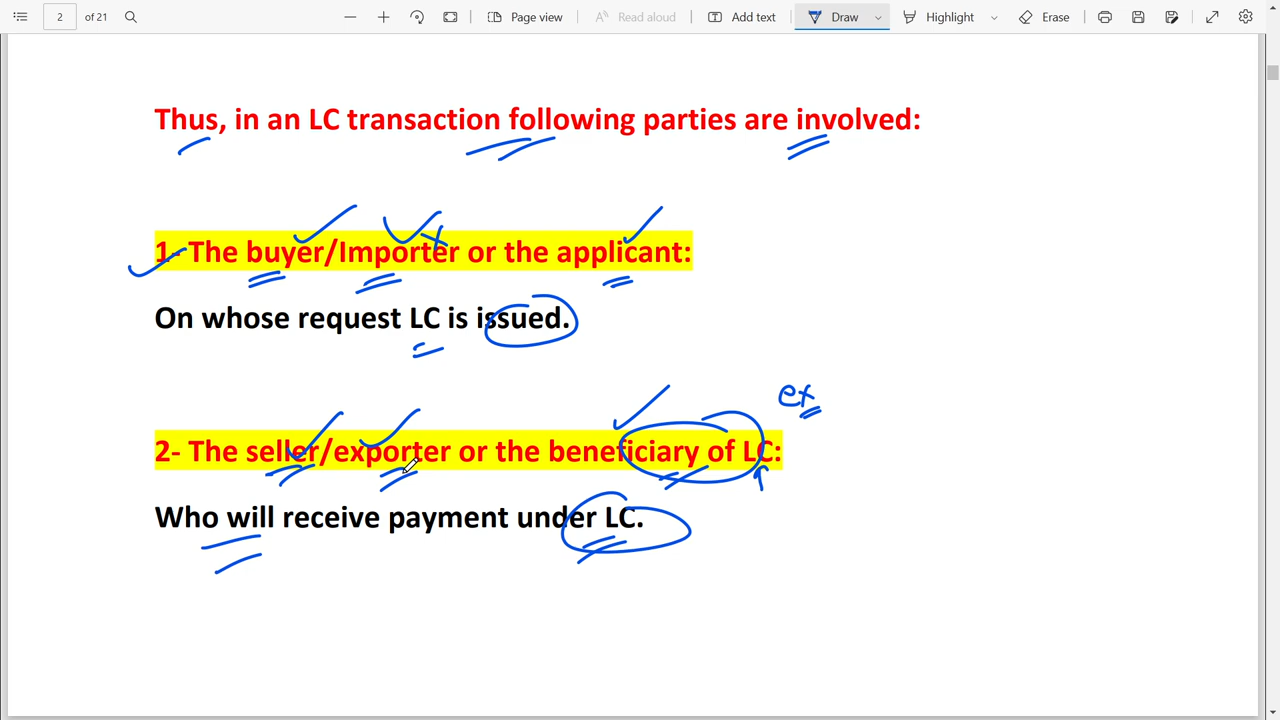 2 of 21 Page view Read aloud Add text Draw Highlight Erase
Thus, in an LC transaction following parties are involved:
1- The buyer/Importer or the applicant:
On whose request LC is issued.
ex
2- The seller/exporter or the beneficiary of LC:
Who will receive payment under LC.